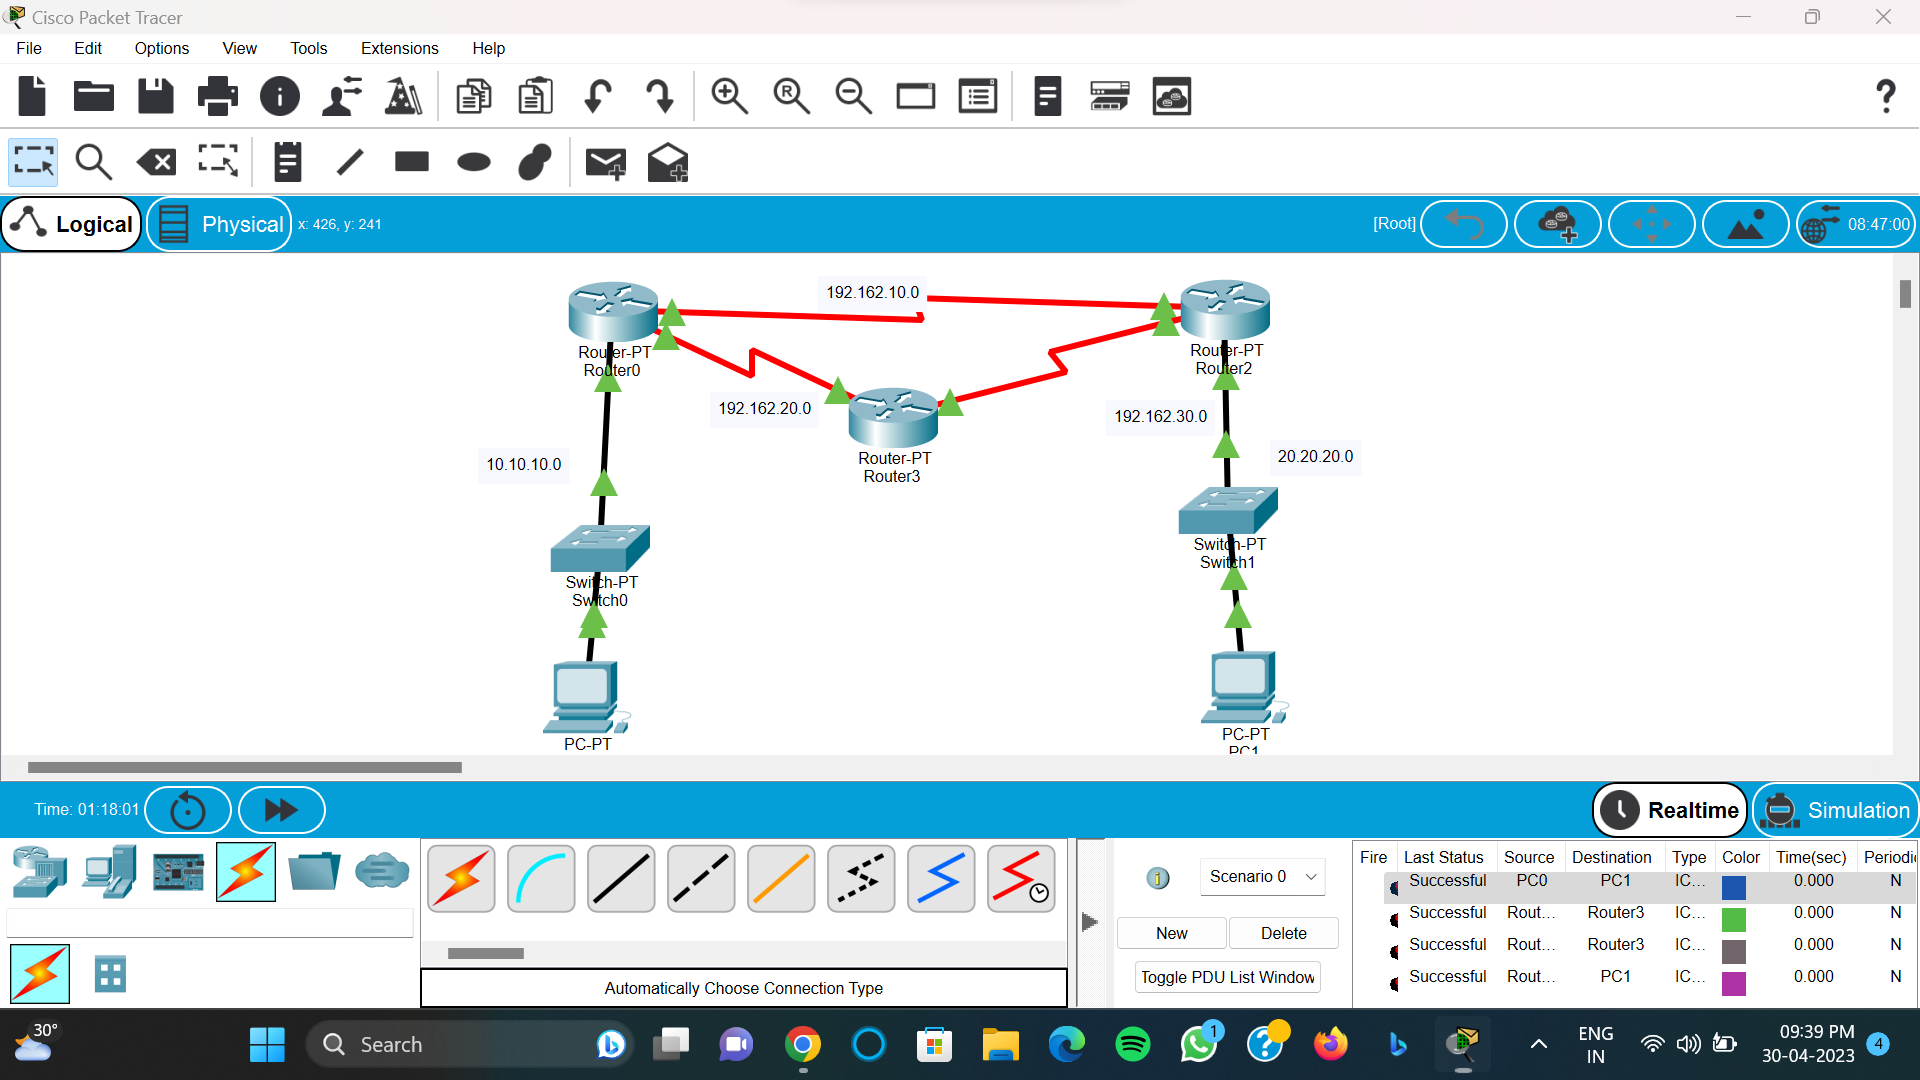 Cisco Packet Tracer
File Edit Options View Tools Extensions Help
Logical Physical x: 426, y: 241 [Root] 08:47:00
192.162.10.0
Router-PT
Router0
Router-PT
Router2
192.162.20.0
192.162.30.0
Router-PT
Router3
10.10.10.0
20.20.20.0
Switch-PT
Switch0
Switch-PT
Switch1
PC-PT
PC-PT
PC1
Time: 01:18:01 Realtime Simulation
Scenario 0
New Delete
Toggle PDU List Window
Automatically Choose Connection Type
Fire Last Status Source Destination Type Color Time(sec) Periodic
Successful PC0 PC1 IC... 0.000 N
Successful Rout... Router3 IC... 0.000 N
Successful Rout... Router3 IC... 0.000 N
Successful Rout... PC1 IC... 0.000 N
30°
Search
1
ENG
IN
09:39 PM
30-04-2023
4